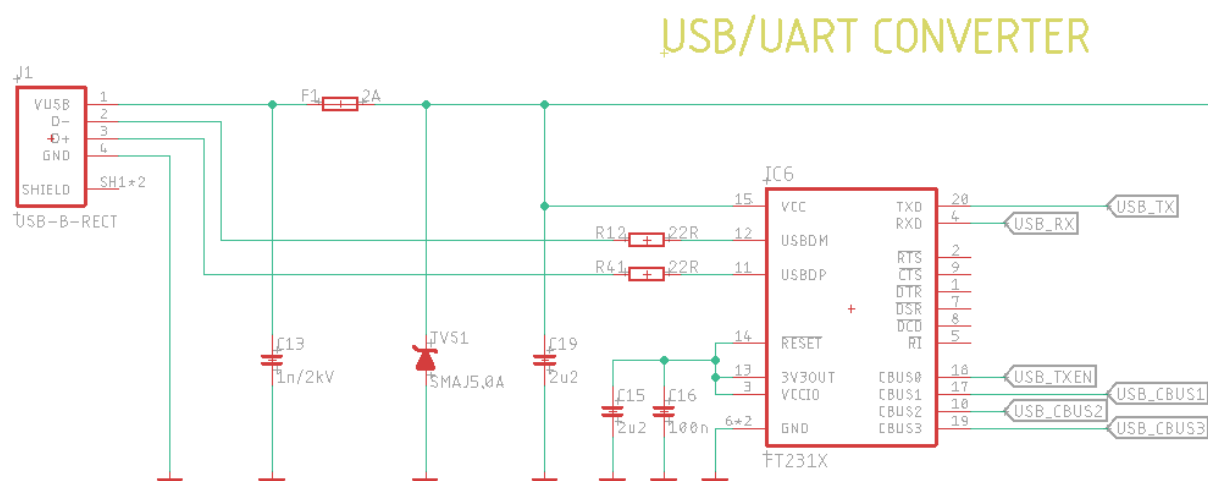 USB/UART CONVERTER
J1
VUSB 1
D- 2
D+ 3
GND 4
SHIELD SH1*2
USB-B-RECT
F1 2A
IC6
15 VCC
12 USBDM
11 USBDP
14 RESET
13 3V3OUT
3 VCCIO
6*2 GND
TXD 20
RXD 4
RTS 2
CTS 9
DTR 1
DSR 7
DCD 8
RI 5
CBUS0 18
CBUS1 17
CBUS2 10
CBUS3 19
FT231X
USB_TX
USB_RX
USB_TXEN
USB_CBUS1
USB_CBUS2
USB_CBUS3
R12 22R
R41 22R
C13
1n/2kV
TVS1
SMAJ5,0A
C19
2u2
C15
2u2
C16
100n